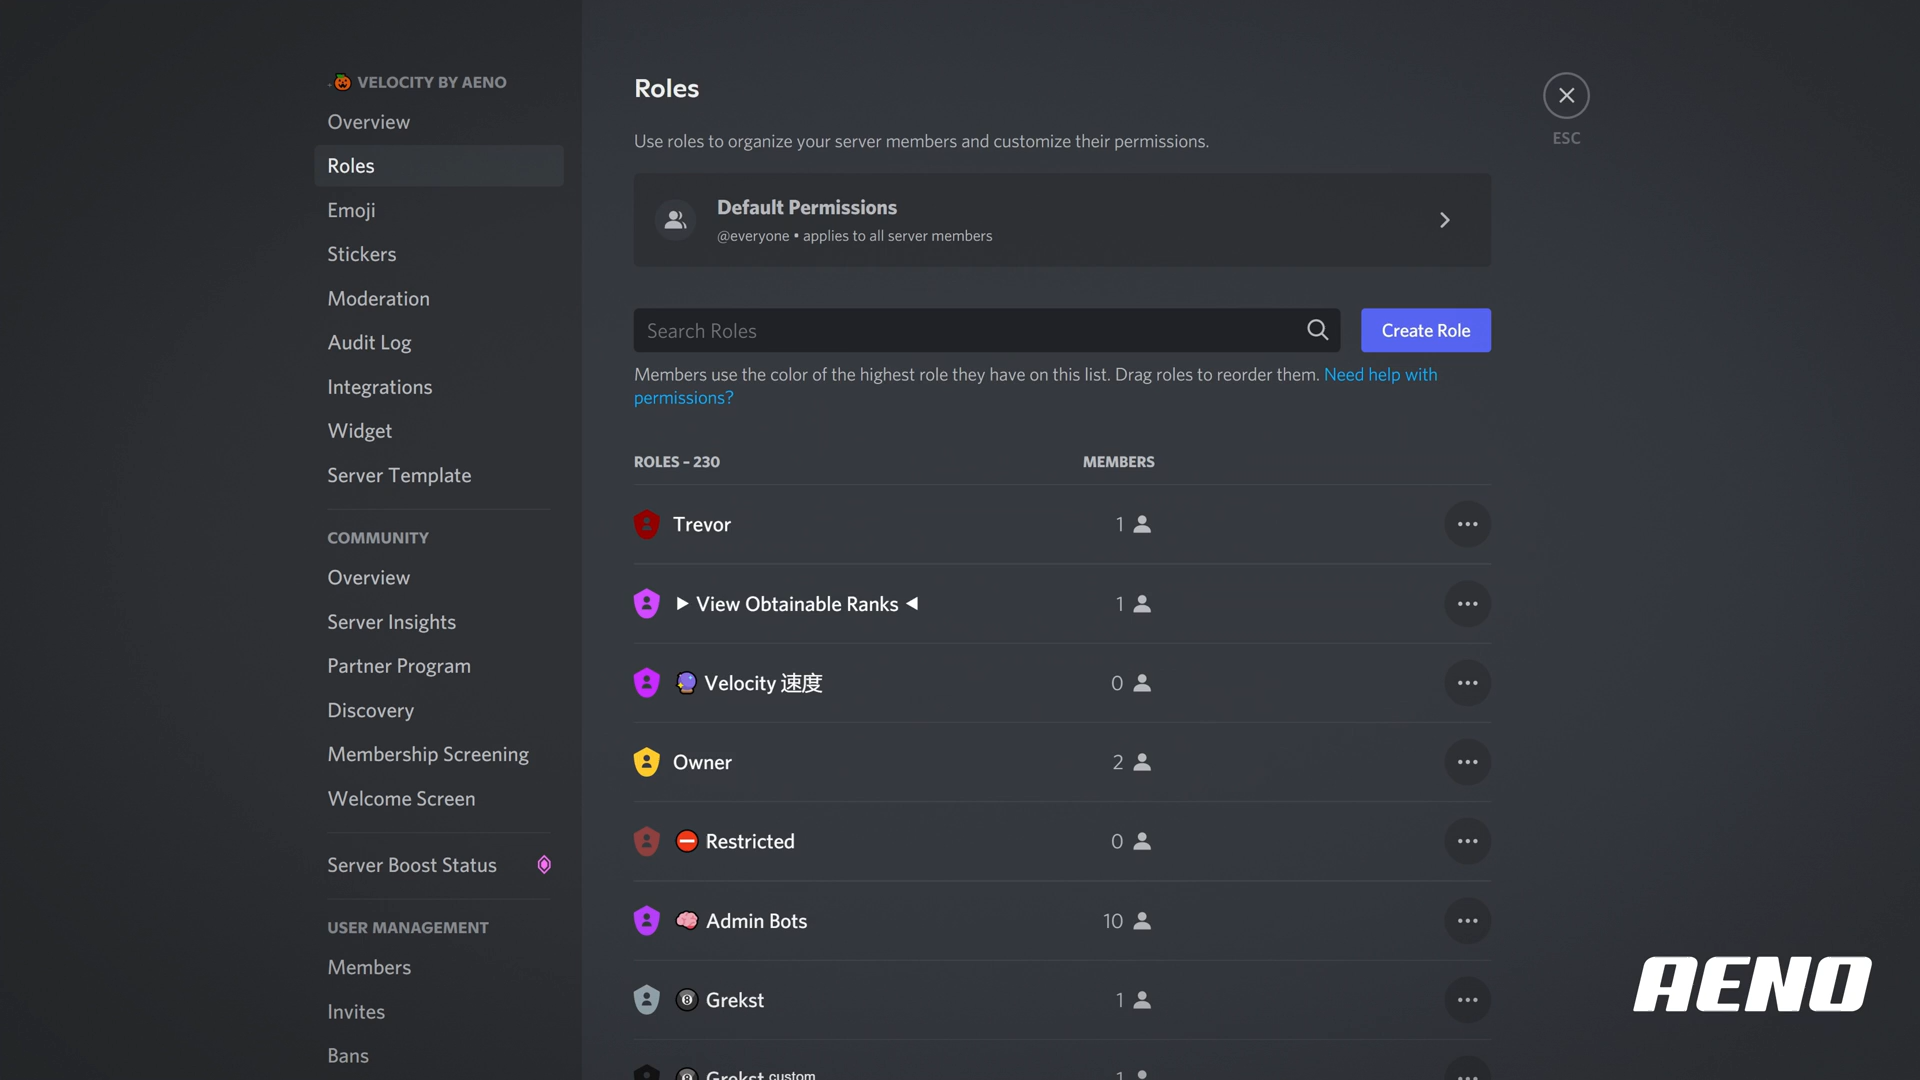 VELOCITY BY AENO
Overview
Roles
Emoji
Stickers
Moderation
Audit Log
Integrations
Widget
Server Template
COMMUNITY
Overview
Server Insights
Partner Program
Discovery
Membership Screening
Welcome Screen
Server Boost Status
USER MANAGEMENT
Members
Invites
Bans
Roles
Use roles to organize your server members and customize their permissions.
Default Permissions
@everyone • applies to all server members
Search Roles
Create Role
Members use the color of the highest role they have on this list. Drag roles to reorder them. Need help with
permissions?
ROLES – 230 MEMBERS
Trevor 1
► View Obtainable Ranks ◄ 1
Velocity 速度 0
Owner 2
Restricted 0
Admin Bots 10
Grekst 1
Grekst custom 1
ESC
AENO